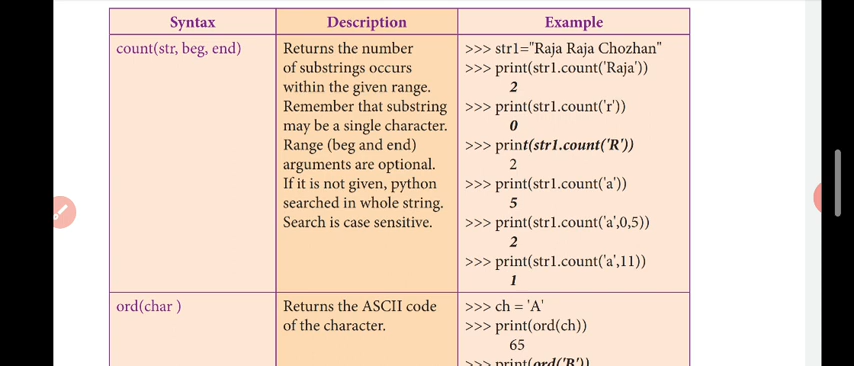 Syntax
Description
Example
count(str, beg, end)
Returns the number
of substrings occurs
within the given range.
Remember that substring
may be a single character.
Range (beg and end)
arguments are optional.
If it is not given, python
searched in whole string.
Search is case sensitive.
>>> str1="Raja Raja Chozhan"
>>> print(str1.count('Raja'))
2
>>> print(str1.count('r'))
0
>>> print(str1.count('R'))
2
>>> print(str1.count('a'))
5
>>> print(str1.count('a',0,5))
2
>>> print(str1.count('a',11))
1
ord(char )
Returns the ASCII code
of the character.
>>> ch = 'A'
>>> print(ord(ch))
65
>>> print(ord('B'))